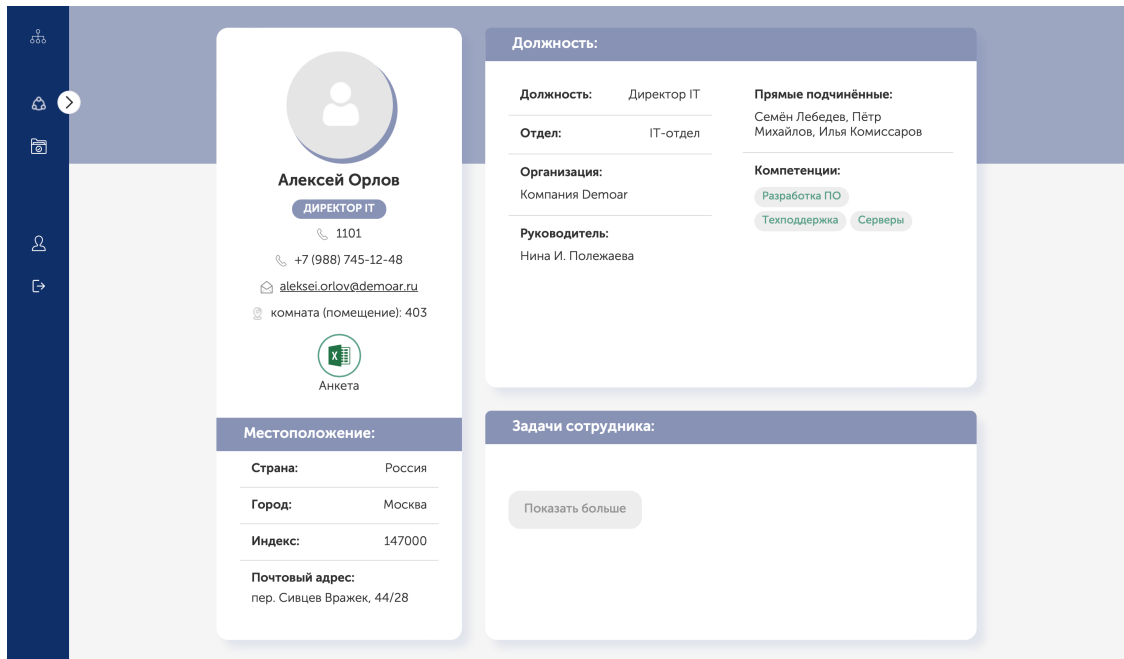 Алексей Орлов
ДИРЕКТОР IT
1101
+7 (988) 745-12-48
aleksei.orlov@demoar.ru
комната (помещение): 403
Анкета
Местоположение:
Страна: Россия
Город: Москва
Индекс: 147000
Почтовый адрес:
пер. Сивцев Вражек, 44/28
Должность:
Должность: Директор IT
Отдел: IT-отдел
Организация:
Компания Demoar
Руководитель:
Нина И. Полежаева
Прямые подчинённые:
Семён Лебедев, Пётр
Михайлов, Илья Комиссаров
Компетенции:
Разработка ПО
Техподдержка Серверы
Задачи сотрудника:
Показать больше